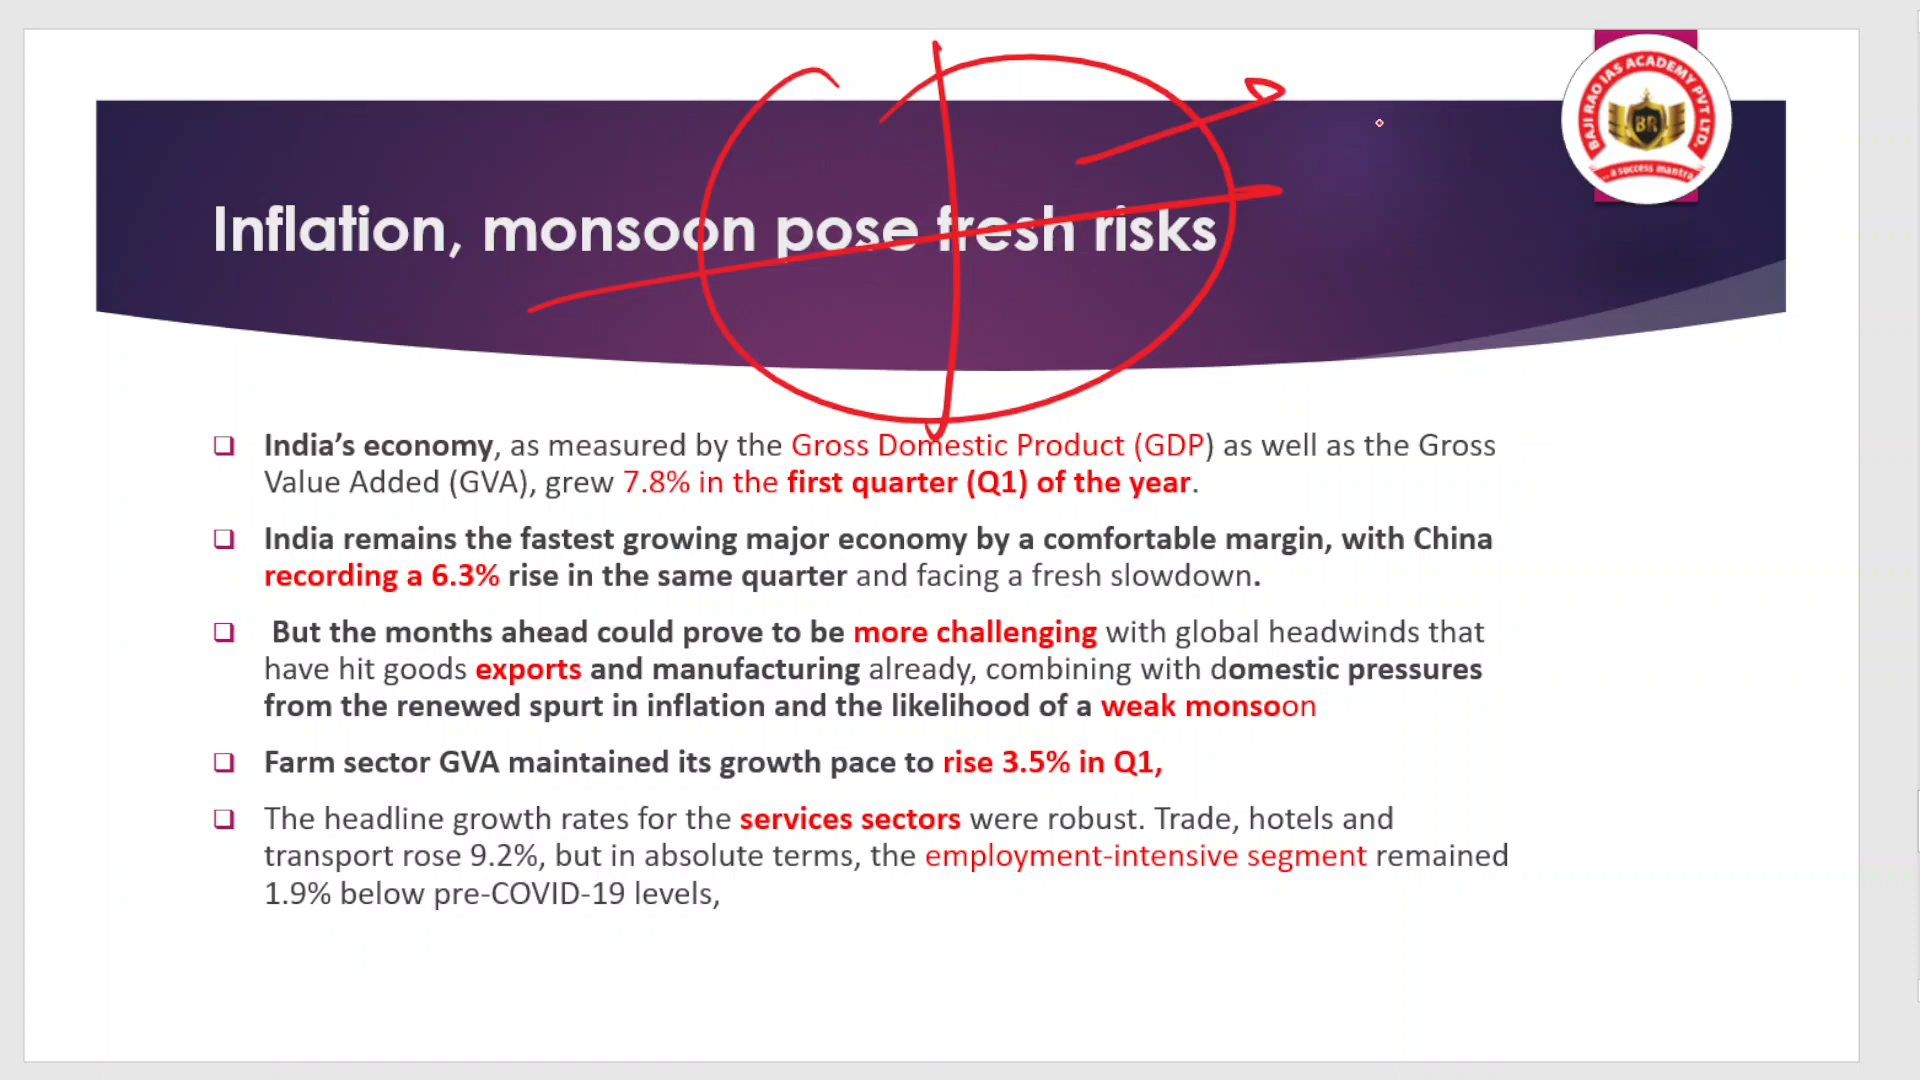 BAJI RAO IAS ACADEMY PVT LTD.
BR
...a success mantra
Inflation, monsoon pose fresh risks
❑ India’s economy, as measured by the Gross Domestic Product (GDP) as well as the Gross
Value Added (GVA), grew 7.8% in the first quarter (Q1) of the year.
❑ India remains the fastest growing major economy by a comfortable margin, with China
recording a 6.3% rise in the same quarter and facing a fresh slowdown.
❑ But the months ahead could prove to be more challenging with global headwinds that
have hit goods exports and manufacturing already, combining with domestic pressures
from the renewed spurt in inflation and the likelihood of a weak monsoon
❑ Farm sector GVA maintained its growth pace to rise 3.5% in Q1,
❑ The headline growth rates for the services sectors were robust. Trade, hotels and
transport rose 9.2%, but in absolute terms, the employment-intensive segment remained
1.9% below pre-COVID-19 levels,